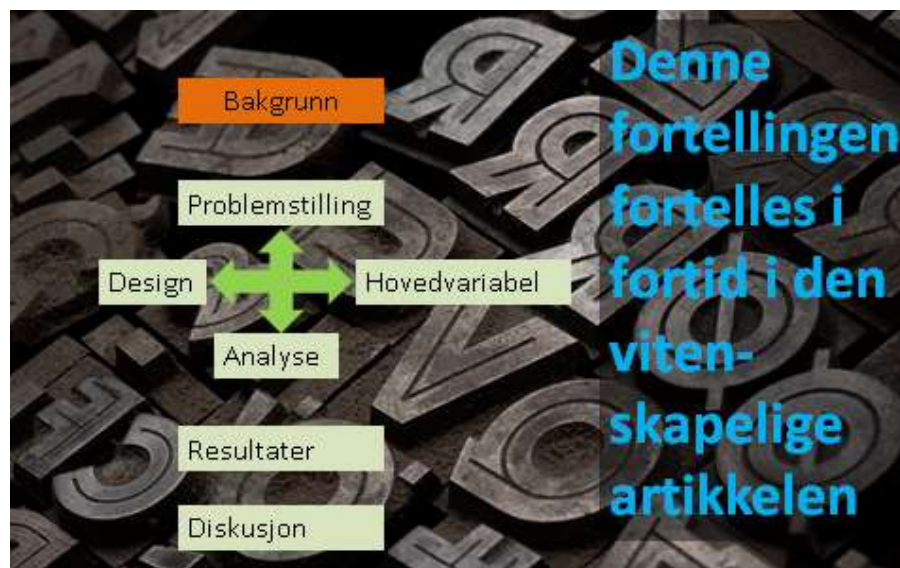 Bakgrunn
Problemstilling
Design
Hovedvariabel
Analyse
Resultater
Diskusjon
Denne
fortellingen
fortelles i
fortid i den
viten-
skapelige
artikkelen